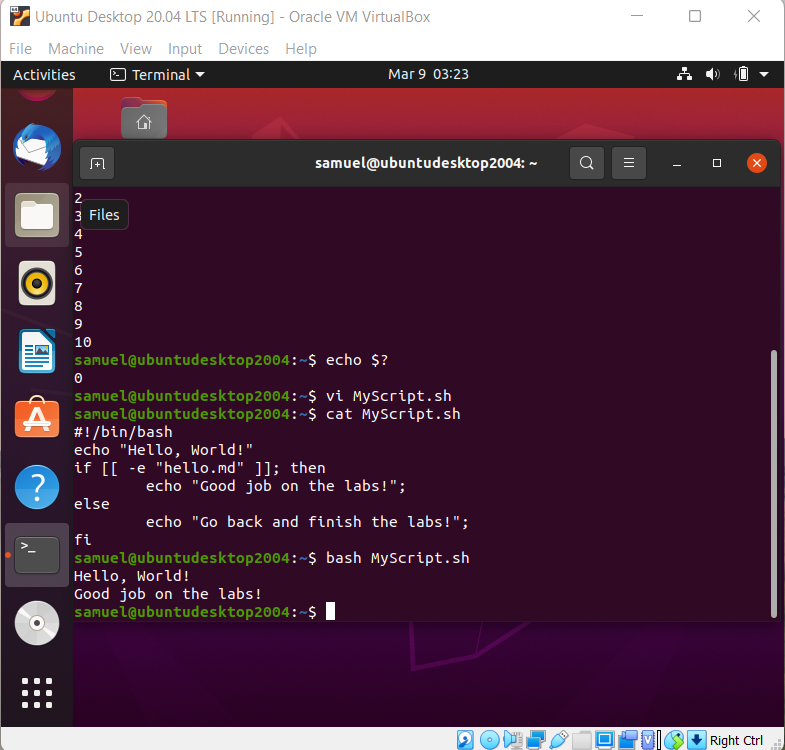 Ubuntu Desktop 20.04 LTS [Running] - Oracle VM VirtualBox
File Machine View Input Devices Help
Activities Terminal Mar 9 03:23
samuel@ubuntudesktop2004: ~
2
3
Files
4
5
6
7
8
9
10
samuel@ubuntudesktop2004:~$ echo $?
0
samuel@ubuntudesktop2004:~$ vi MyScript.sh
samuel@ubuntudesktop2004:~$ cat MyScript.sh
#!/bin/bash
echo "Hello, World!"
if [[ -e "hello.md" ]]; then
        echo "Good job on the labs!";
else
        echo "Go back and finish the labs!";
fi
samuel@ubuntudesktop2004:~$ bash MyScript.sh
Hello, World!
Good job on the labs!
samuel@ubuntudesktop2004:~$
Right Ctrl